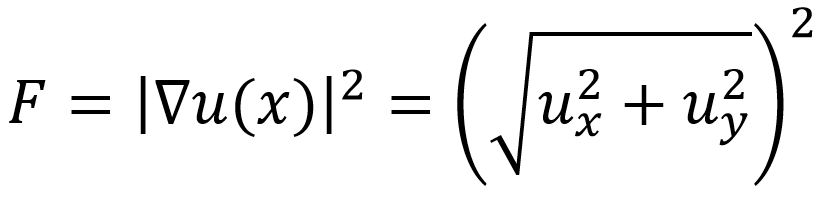 F = |∇u(x)|² = (√(u_x² + u_y²))²